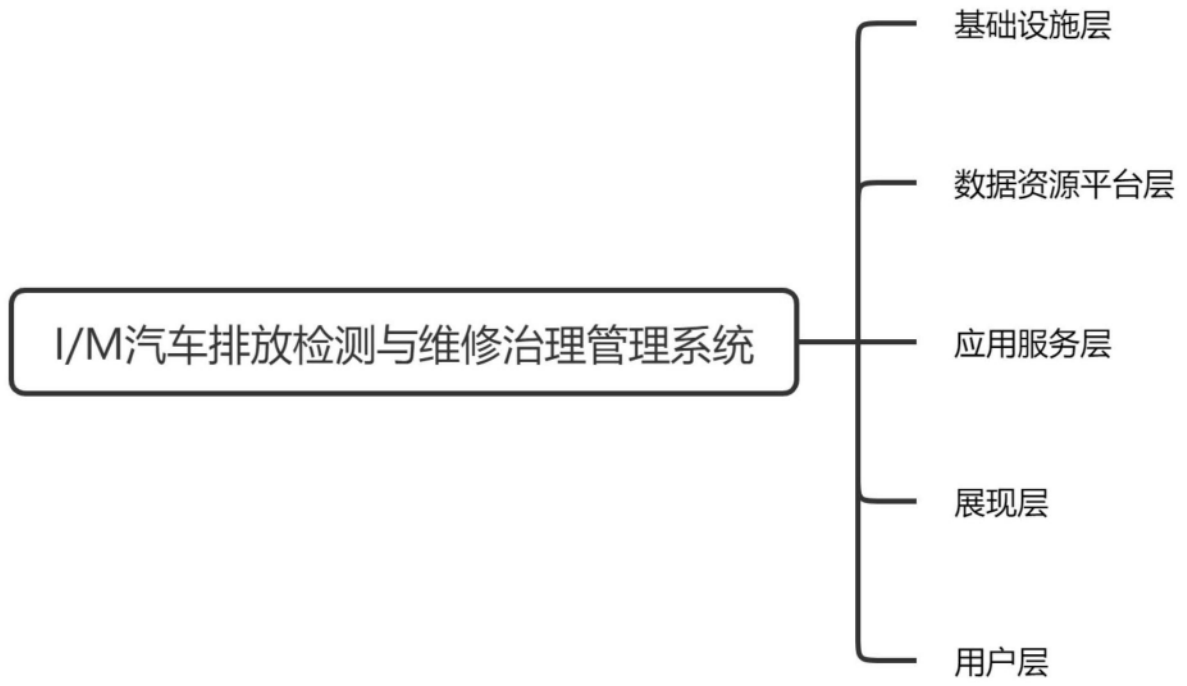 基础设施层
数据资源平台层
I/M汽车排放检测与维修治理管理系统
应用服务层
展现层
用户层